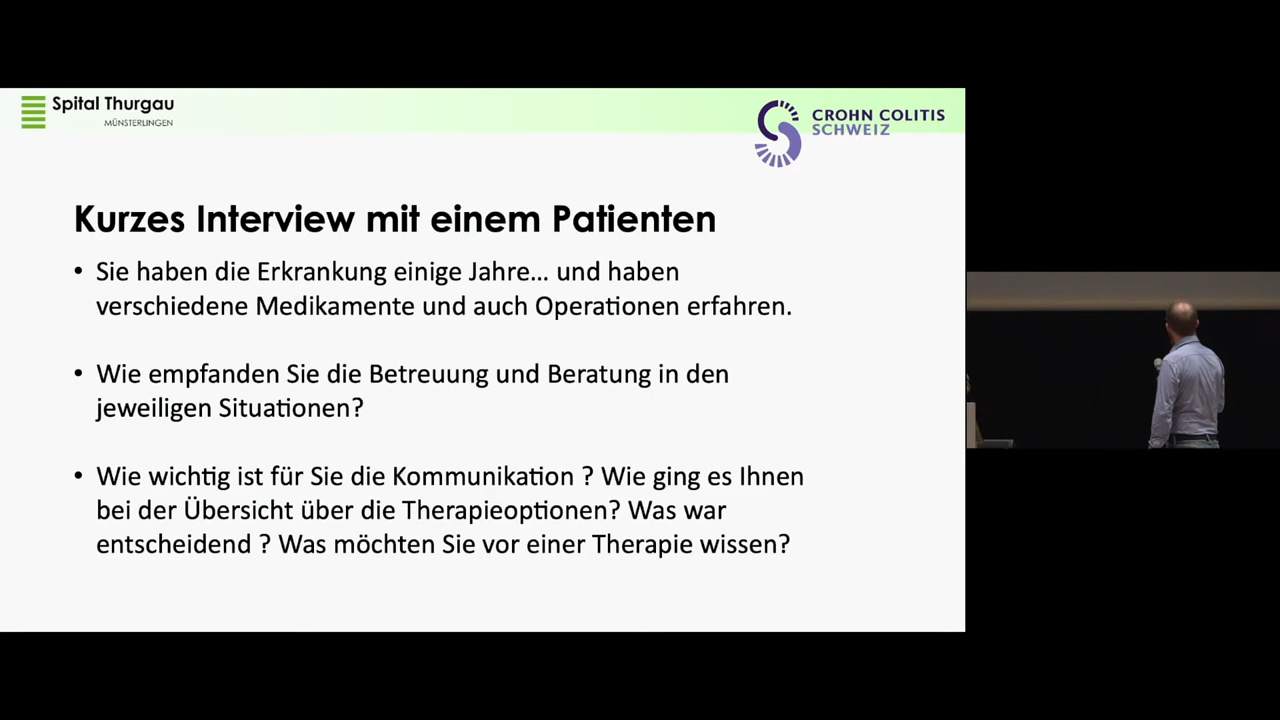 Spital Thurgau
MÜNSTERLINGEN
CROHN COLITIS
SCHWEIZ
Kurzes Interview mit einem Patienten
• Sie haben die Erkrankung einige Jahre… und haben
verschiedene Medikamente und auch Operationen erfahren.
• Wie empfanden Sie die Betreuung und Beratung in den
jeweiligen Situationen?
• Wie wichtig ist für Sie die Kommunikation ? Wie ging es Ihnen
bei der Übersicht über die Therapieoptionen? Was war
entscheidend ? Was möchten Sie vor einer Therapie wissen?